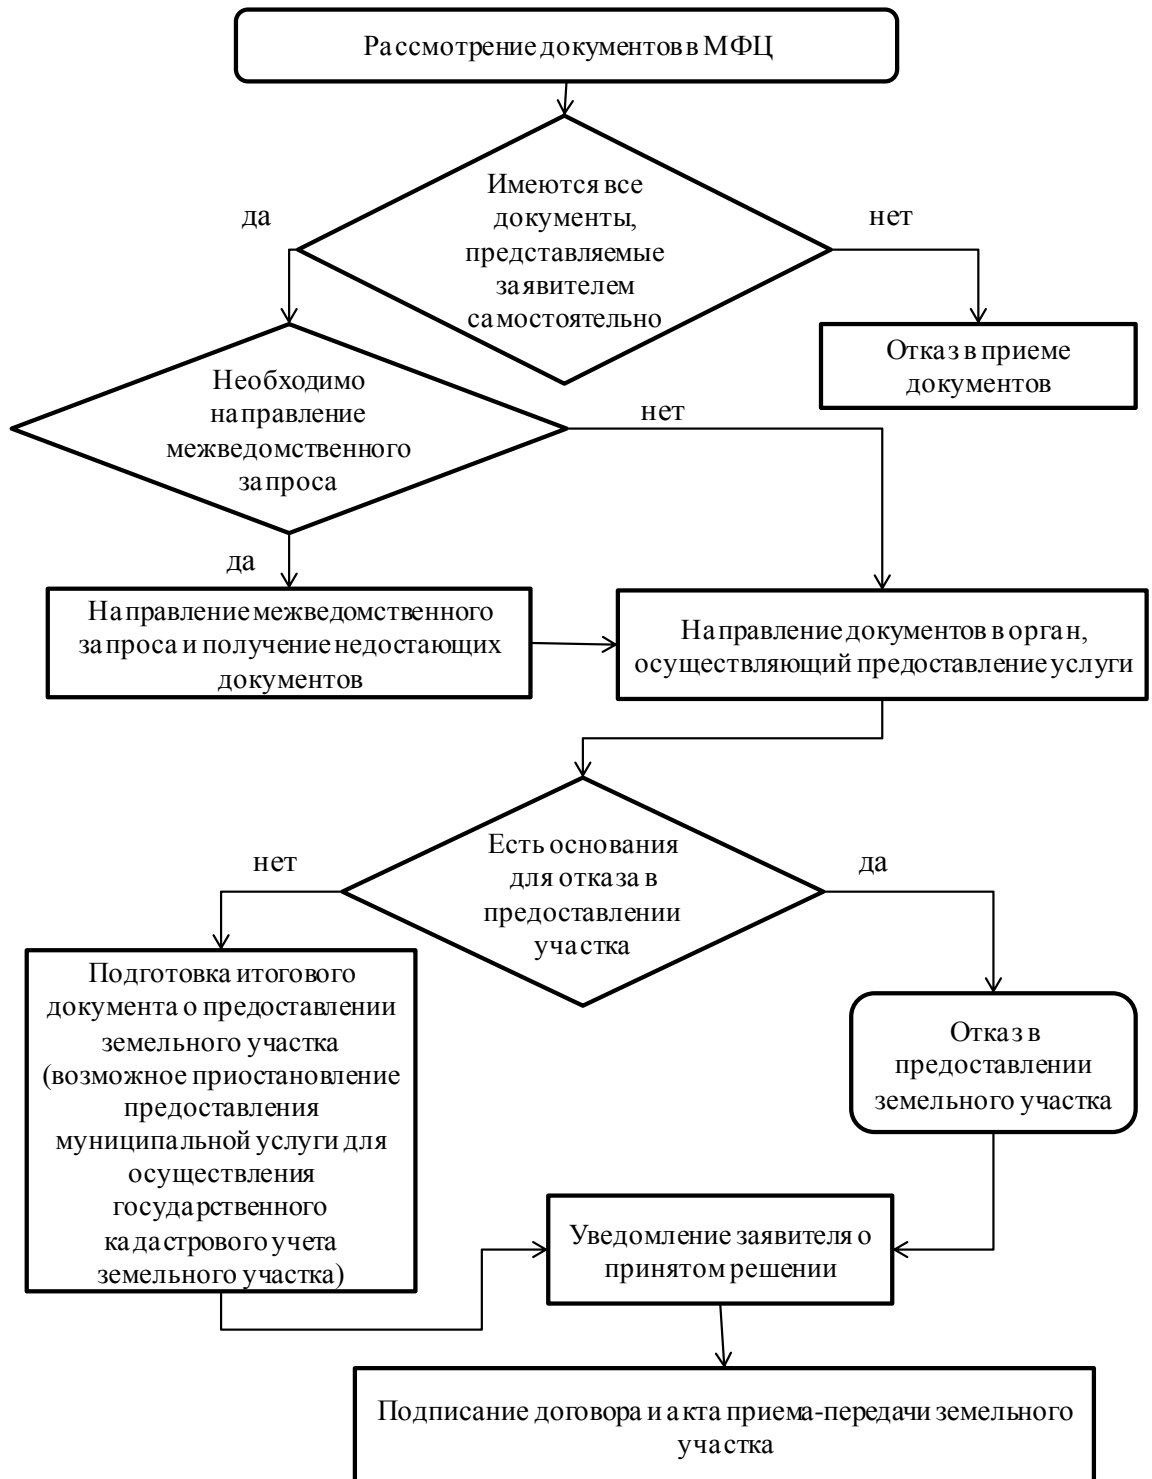 Рассмотрение документов в МФЦ
Имеются все
документы,
представляемые
заявителем
самостоятельно
да
нет
Отказ в приеме
документов
Необходимо
направление
межведомственного
запроса
нет
да
Направление межведомственного
запроса и получение недостающих
документов
Направление документов в орган,
осуществляющий предоставление услуги
Есть основания
для отказа в
предоставлении
участка
нет
да
Подготовка итогового
документа о предоставлении
земельного участка
(возможное приостановление
предоставления
муниципальной услуги для
осуществления
государственного
кадастрового учета
земельного участка)
Отказ в
предоставлении
земельного участка
Уведомление заявителя о
принятом решении
Подписание договора и акта приема-передачи земельного
участка